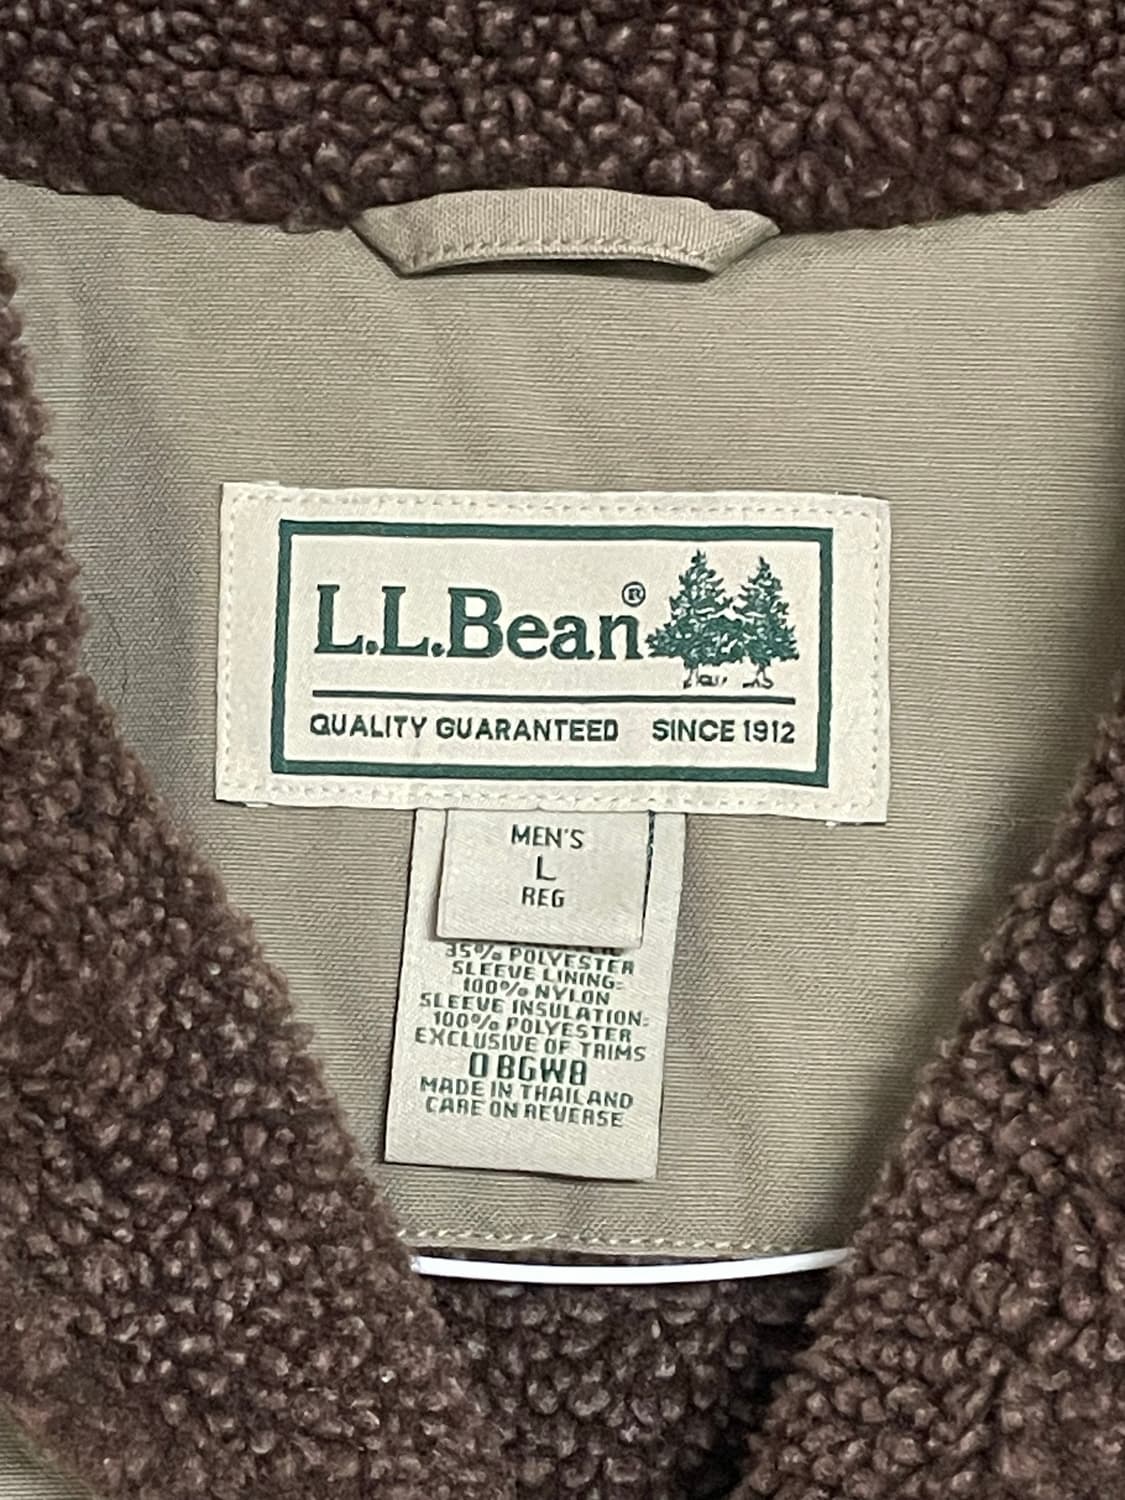 L.L.Bean®
QUALITY GUARANTEED SINCE 1912
MEN'S
L
REG
35% POLYESTER
SLEEVE LINING:
100% NYLON
SLEEVE INSULATION:
100% POLYESTER
EXCLUSIVE OF TRIMS
0BGW8
MADE IN THAILAND
CARE ON REVERSE